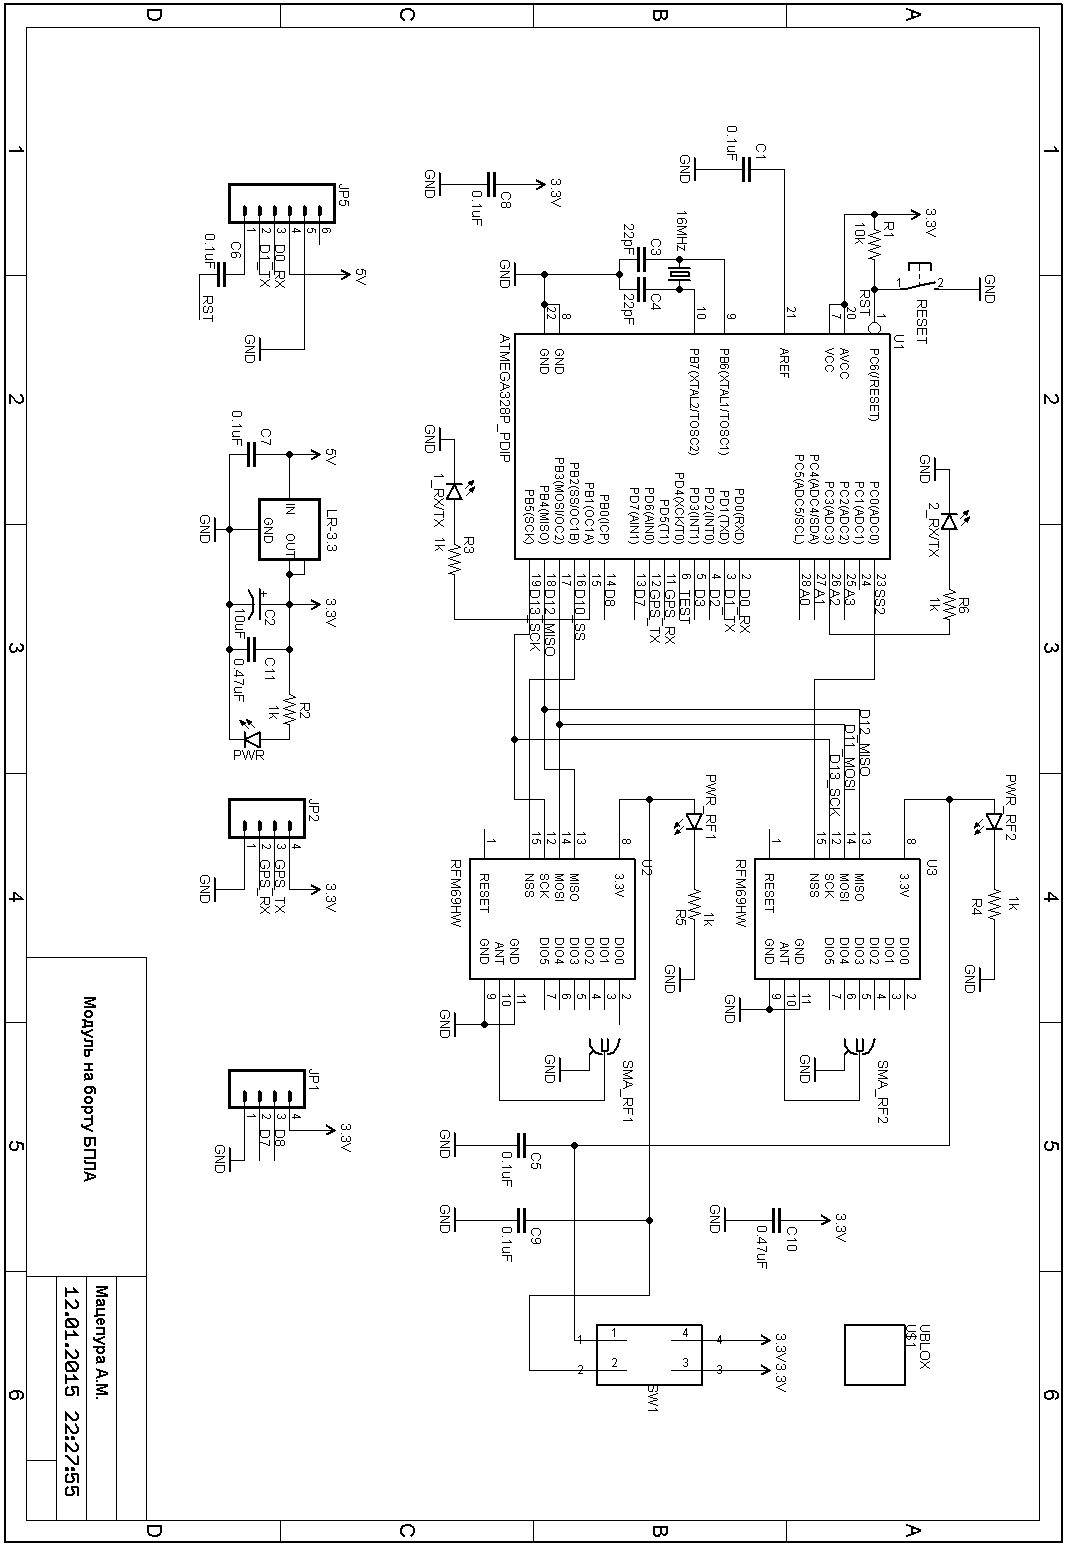 1
2
3
4
5
6
A
B
C
D
3.3V
R1
10k
RST
RESET
1
2
GND
C1
0.1uF
GND
16MHz
C3
22pF
C4
22pF
GND
C8
0.1uF
3.3V
GND
U1
ATMEGA328P_PDIP
1
PC6(/RESET)
20
AVCC
7
VCC
21
AREF
9
PB6(XTAL1/TOSC1)
10
PB7(XTAL2/TOSC2)
8
GND
22
GND
PC0(ADC0)
23
SS2
PC1(ADC1)
24
PC2(ADC2)
25
A3
PC3(ADC3)
26
A2
PC4(ADC4/SDA)
27
A1
PC5(ADC5/SCL)
28
A0
PD0(RXD)
2
D0_RX
PD1(TXD)
3
D1_TX
PD2(INT0)
4
D2
PD3(INT1)
5
D3
PD4(XCK/T0)
6
TEST
PD5(T1)
11
GPS_RX
PD6(AIN0)
12
GPS_TX
PD7(AIN1)
13
D7
PB0(ICP)
14
D8
PB1(OC1A)
15
PB2(SS/OC1B)
16
D10_SS
PB3(MOSI/OC2)
17
PB4(MISO)
18
D12_MISO
PB5(SCK)
19
D13_SCK
GND
2_RX/TX
R6
1k
GND
1_RX/TX
R3
1k
D12_MISO
D11_MOSI
D13_SCK
PWR_RF2
R4
1k
GND
U3
RFM69HW
8
3.3V
13
MISO
14
MOSI
12
SCK
15
NSS
1
RESET
DIO0
2
DIO1
3
DIO2
4
DIO3
5
DIO4
6
DIO5
7
GND
11
ANT
10
GND
9
GND
SMA_RF2
GND
PWR_RF1
R5
1k
GND
U2
RFM69HW
8
3.3V
13
MISO
14
MOSI
12
SCK
15
NSS
1
RESET
DIO0
2
DIO1
3
DIO2
4
DIO3
5
DIO4
6
DIO5
7
GND
11
ANT
10
GND
9
GND
SMA_RF1
GND
C5
0.1uF
GND
C9
0.1uF
GND
3.3V
C10
0.47uF
GND
UBLOX
U$1
SW1
1
1
2
2
4
4
3
3
3.3V
3.3V
JP5
6
5
4
3
D0_RX
2
D1_TX
1
5V
GND
C6
0.1uF
RST
5V
C7
0.1uF
GND
LR-3.3
IN
GND
OUT
3.3V
+
C2
10uF
C11
0.47uF
R2
1k
PWR
JP2
4
3
GPS_TX
2
GPS_RX
1
3.3V
GND
JP1
4
3
D8
2
D7
1
3.3V
GND
Модуль на борту БПЛА
Мацепура А.М.
12.01.2015 22:27:55
A
B
C
D
1
2
3
4
5
6